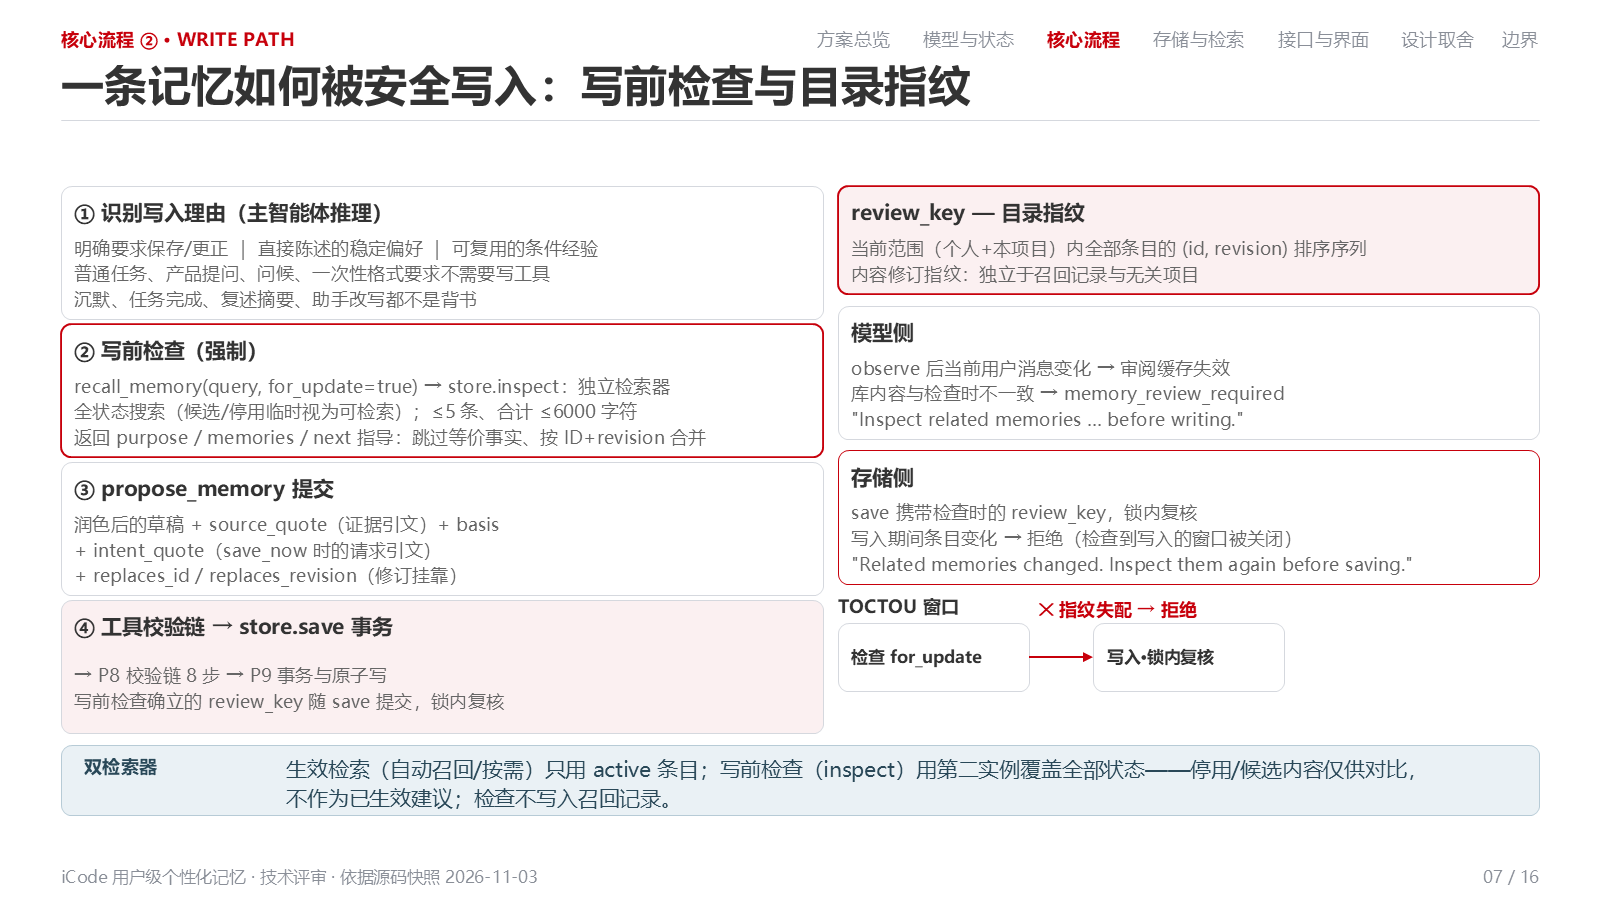 核心流程 ② • WRITE PATH
方案总览 模型与状态 核心流程 存储与检索 接口与界面 设计取舍 边界
一条记忆如何被安全写入：写前检查与目录指纹
① 识别写入理由（主智能体推理）
明确要求保存/更正 ｜ 直接陈述的稳定偏好 ｜ 可复用的条件经验
普通任务、产品提问、问候、一次性格式要求不需要写工具
沉默、任务完成、复述摘要、助手改写都不是背书
② 写前检查（强制）
recall_memory(query, for_update=true) → store.inspect：独立检索器
全状态搜索（候选/停用临时视为可检索）；≤5 条、合计 ≤6000 字符
返回 purpose / memories / next 指导：跳过等价事实、按 ID+revision 合并
③ propose_memory 提交
润色后的草稿 + source_quote（证据引文）+ basis
+ intent_quote（save_now 时的请求引文）
+ replaces_id / replaces_revision（修订挂靠）
④ 工具校验链 → store.save 事务
→ P8 校验链 8 步 → P9 事务与原子写
写前检查确立的 review_key 随 save 提交，锁内复核
review_key — 目录指纹
当前范围（个人+本项目）内全部条目的 (id, revision) 排序序列
内容修订指纹：独立于召回记录与无关项目
模型侧
observe 后当前用户消息变化 → 审阅缓存失效
库内容与检查时不一致 → memory_review_required
"Inspect related memories ... before writing."
存储侧
save 携带检查时的 review_key，锁内复核
写入期间条目变化 → 拒绝（检查到写入的窗口被关闭）
"Related memories changed. Inspect them again before saving."
TOCTOU 窗口
✕ 指纹失配 → 拒绝
检查 for_update
写入•锁内复核
双检索器
生效检索（自动召回/按需）只用 active 条目；写前检查（inspect）用第二实例覆盖全部状态——停用/候选内容仅供对比，
不作为已生效建议；检查不写入召回记录。
iCode 用户级个性化记忆 · 技术评审 · 依据源码快照 2026-11-03
07 / 16